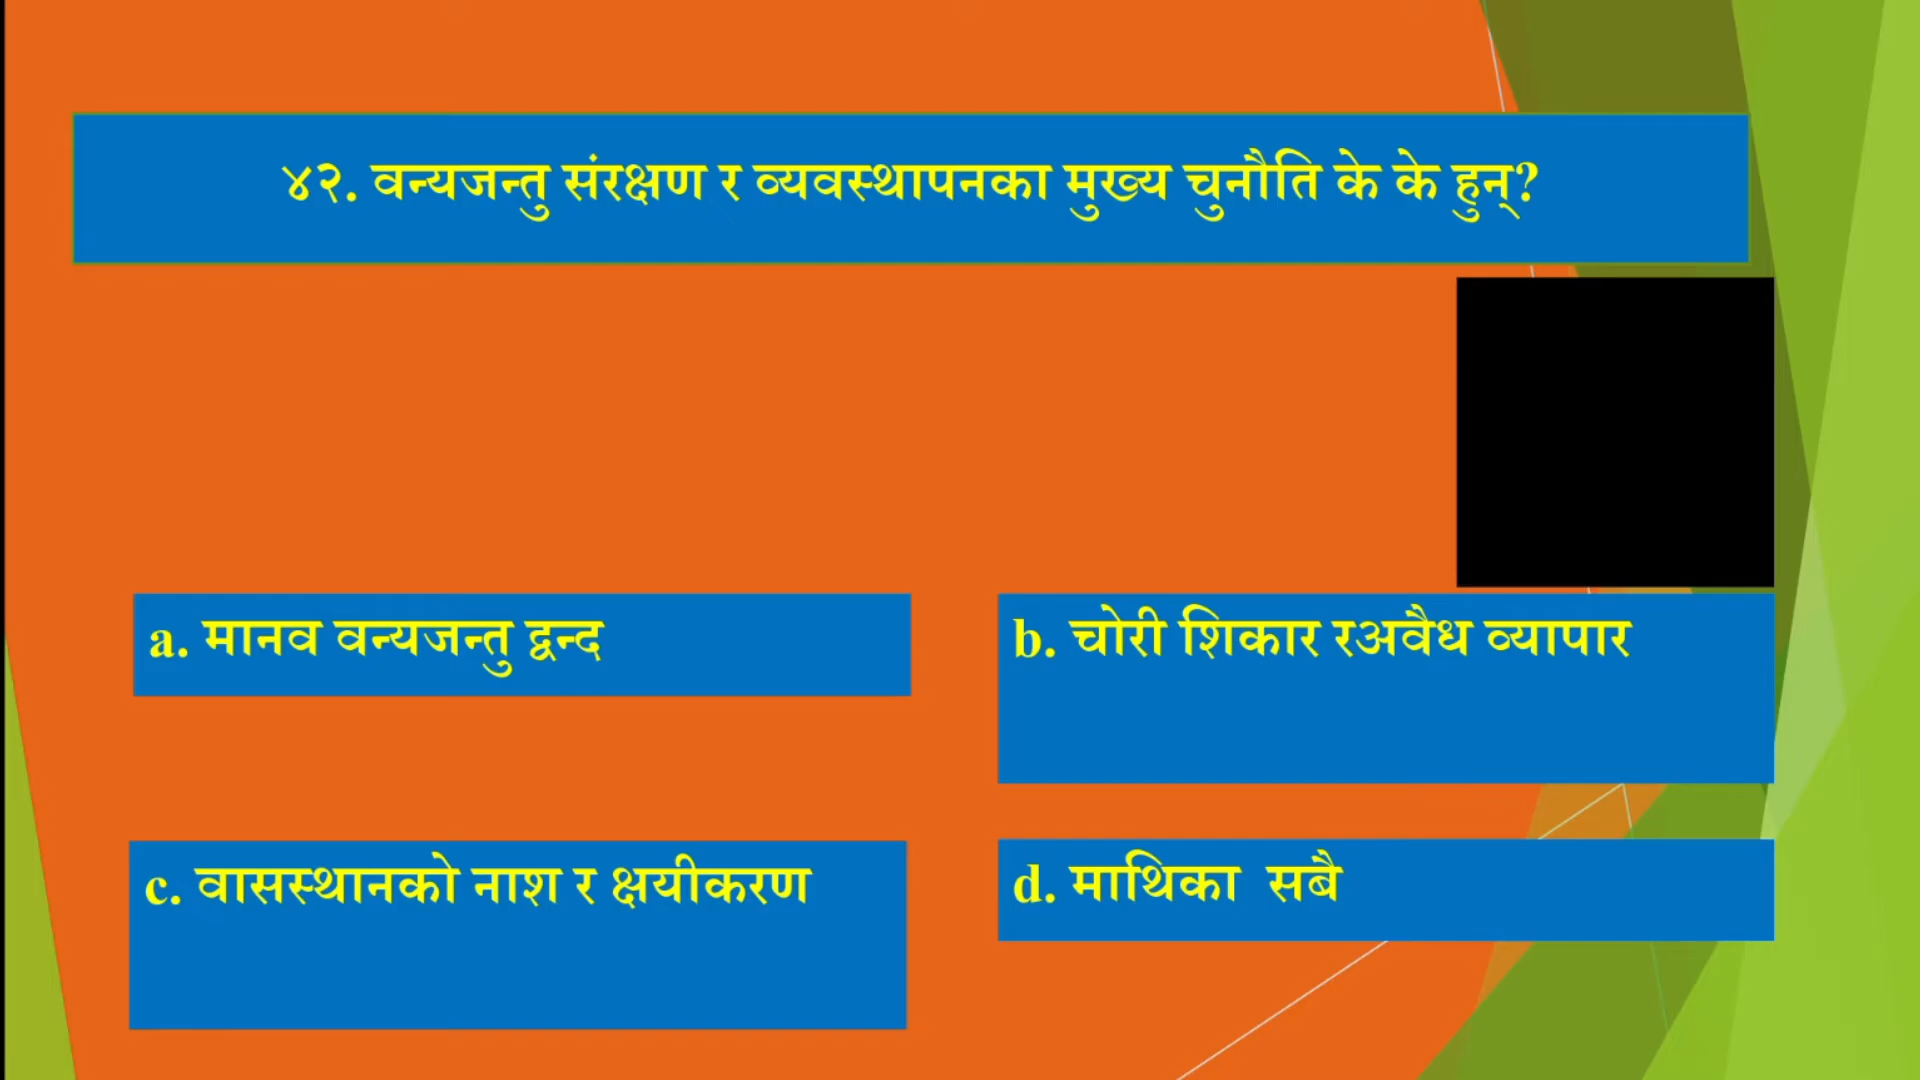 ४२. वन्यजन्तु संरक्षण र व्यवस्थापनका मुख्य चुनौति के के हुन्?
a. मानव वन्यजन्तु द्वन्द
b. चोरी शिकार रअवैध व्यापार
c. वासस्थानको नाश र क्षयीकरण
d. माथिका सबै